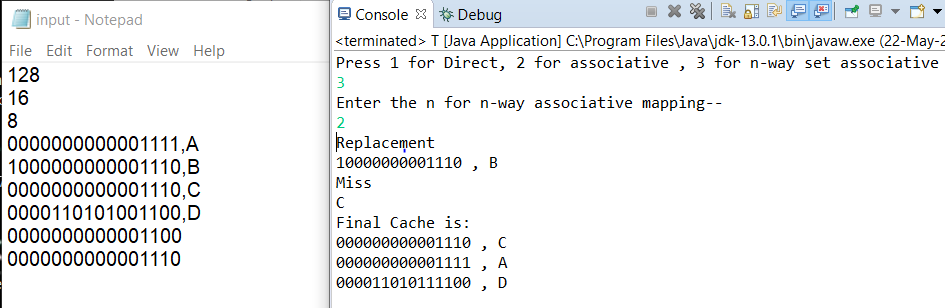 input - Notepad
File Edit Format View Help
128
16
8
0000000000001111,A
1000000000001110,B
0000000000001110,C
0000110101001100,D
0000000000001100
0000000000001110
Console Debug
<terminated> T [Java Application] C:\Program Files\Java\jdk-13.0.1\bin\javaw.exe (22-May-2
Press 1 for Direct, 2 for associative , 3 for n-way set associative
3
Enter the n for n-way associative mapping--
2
Replacement
10000000001110 , B
Miss
C
Final Cache is:
000000000001110 , C
000000000001111 , A
000011010111100 , D